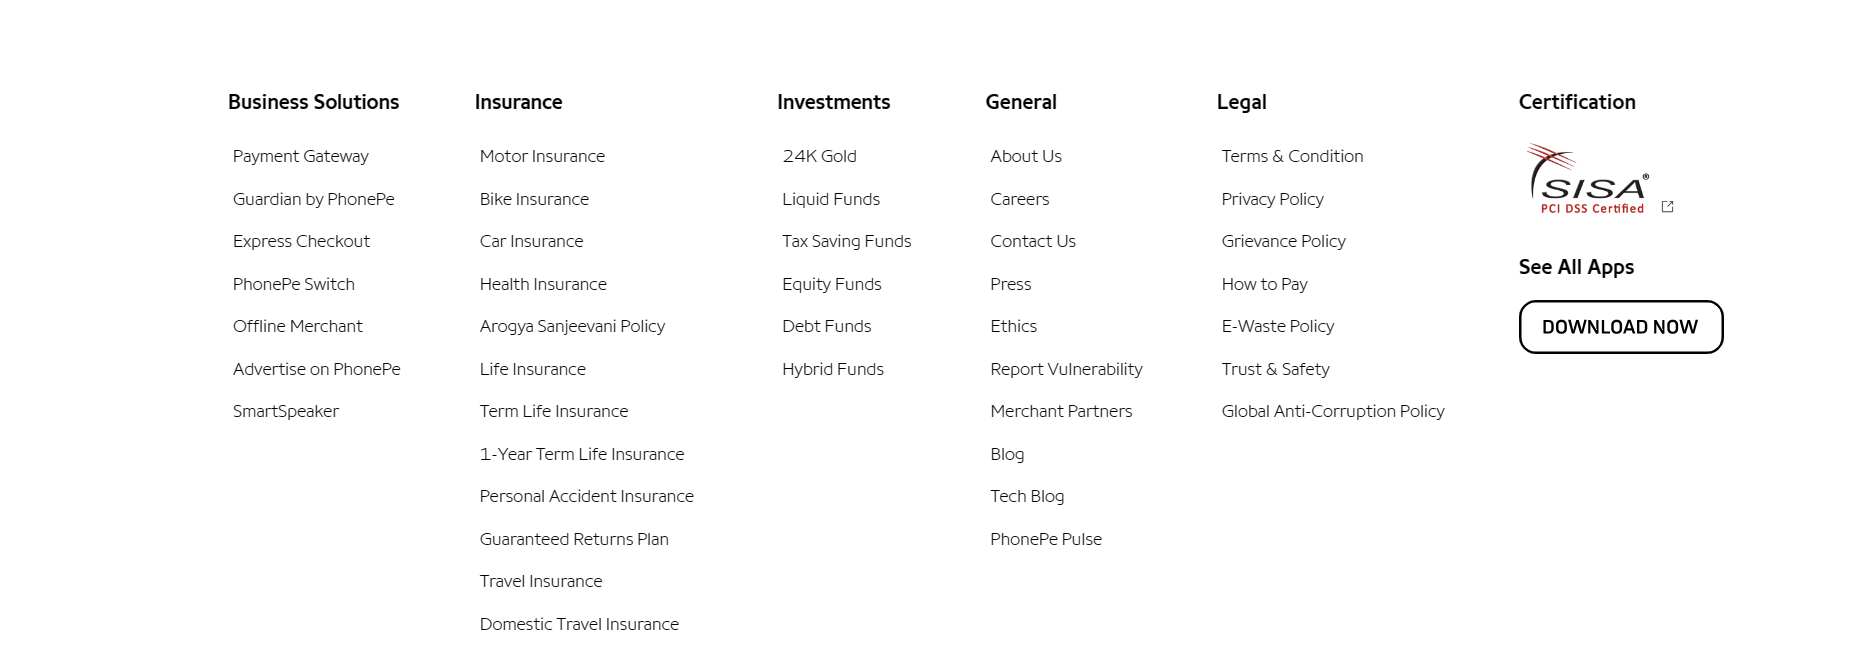 Business Solutions
Payment Gateway
Guardian by PhonePe
Express Checkout
PhonePe Switch
Offline Merchant
Advertise on PhonePe
SmartSpeaker
Insurance
Motor Insurance
Bike Insurance
Car Insurance
Health Insurance
Arogya Sanjeevani Policy
Life Insurance
Term Life Insurance
1-Year Term Life Insurance
Personal Accident Insurance
Guaranteed Returns Plan
Travel Insurance
Domestic Travel Insurance
Investments
24K Gold
Liquid Funds
Tax Saving Funds
Equity Funds
Debt Funds
Hybrid Funds
General
About Us
Careers
Contact Us
Press
Ethics
Report Vulnerability
Merchant Partners
Blog
Tech Blog
PhonePe Pulse
Legal
Terms & Condition
Privacy Policy
Grievance Policy
How to Pay
E-Waste Policy
Trust & Safety
Global Anti-Corruption Policy
Certification
SISA®
PCI DSS Certified
See All Apps
DOWNLOAD NOW